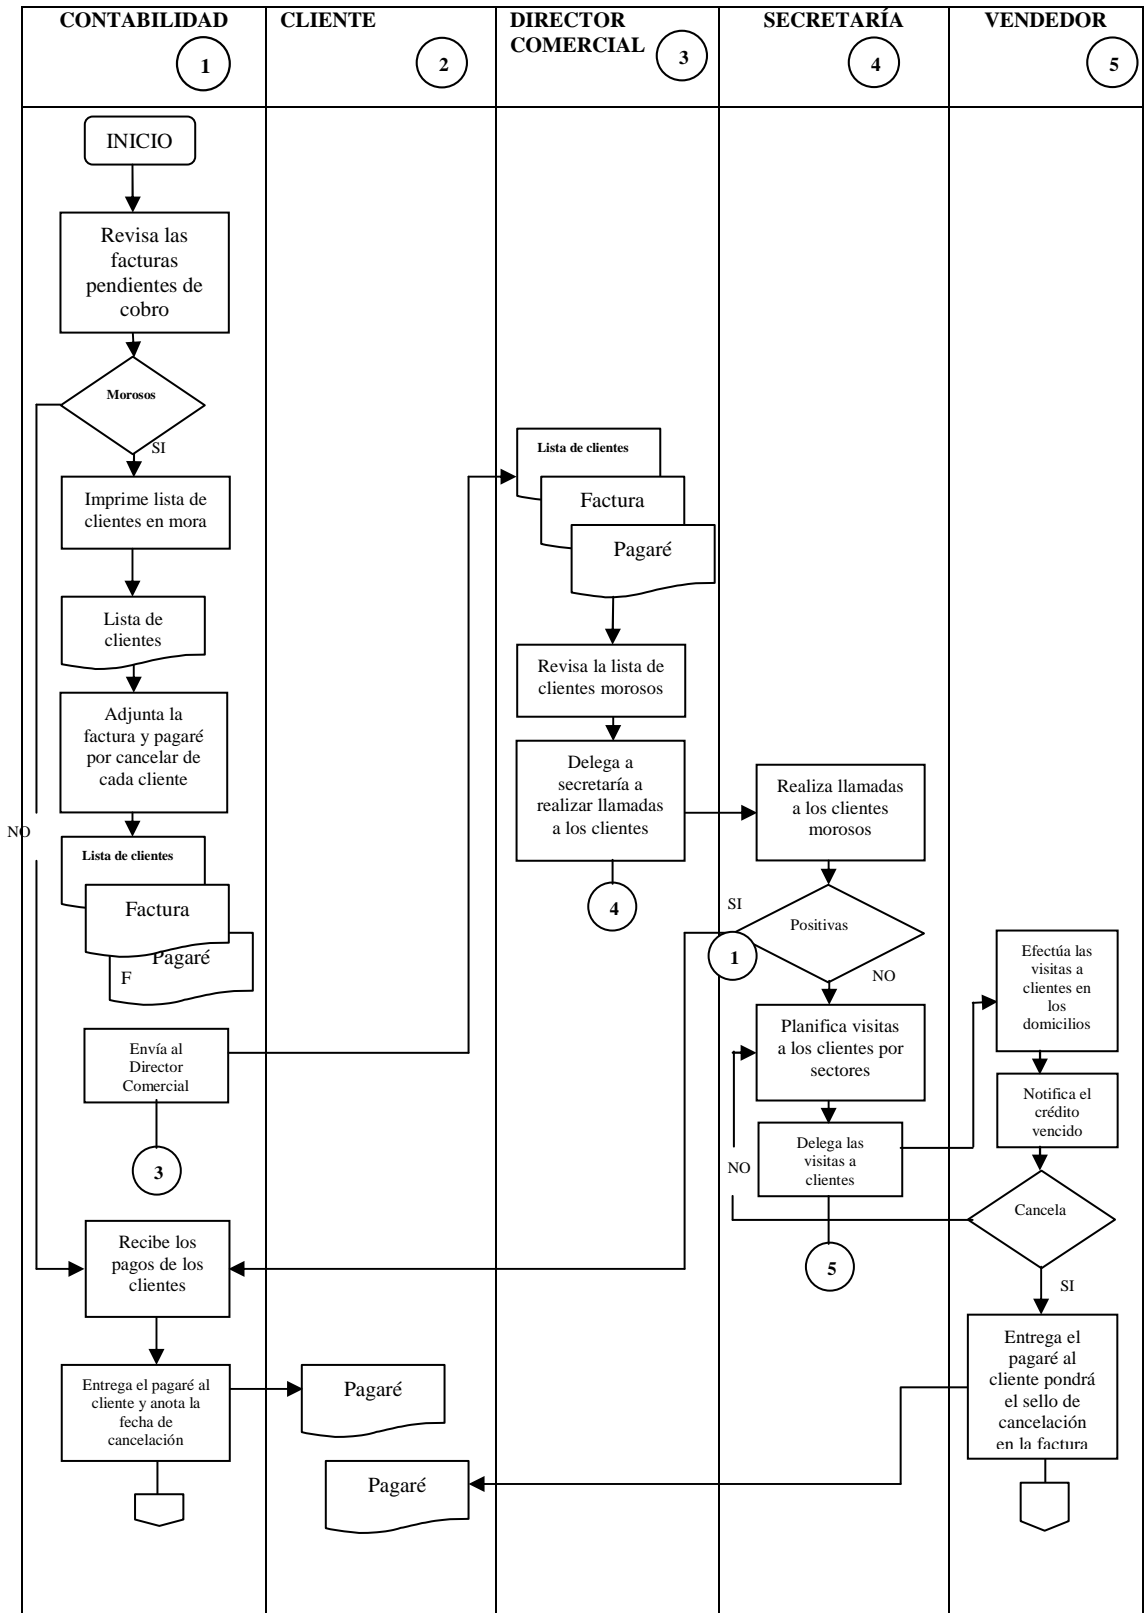 CONTABILIDAD
1
CLIENTE
2
DIRECTOR
COMERCIAL
3
SECRETARÍA
4
VENDEDOR
5
INICIO
Revisa las
facturas
pendientes de
cobro
Morosos
SI
NO
Imprime lista de
clientes en mora
Lista de
clientes
Adjunta la
factura y pagaré
por cancelar de
cada cliente
Lista de clientes
Factura
Pagaré
F
Envía al
Director
Comercial
3
Recibe los
pagos de los
clientes
Entrega el pagaré al
cliente y anota la
fecha de
cancelación
Pagaré
Pagaré
Lista de clientes
Factura
Pagaré
Revisa la lista de
clientes morosos
Delega a
secretaría a
realizar llamadas
a los clientes
4
Realiza llamadas
a los clientes
morosos
SI
Positivas
1
NO
Planifica visitas
a los clientes por
sectores
Delega las
visitas a
clientes
NO
5
Efectúa las
visitas a
clientes en
los
domicilios
Notifica el
crédito
vencido
Cancela
SI
Entrega el
pagaré al
cliente pondrá
el sello de
cancelación
en la factura